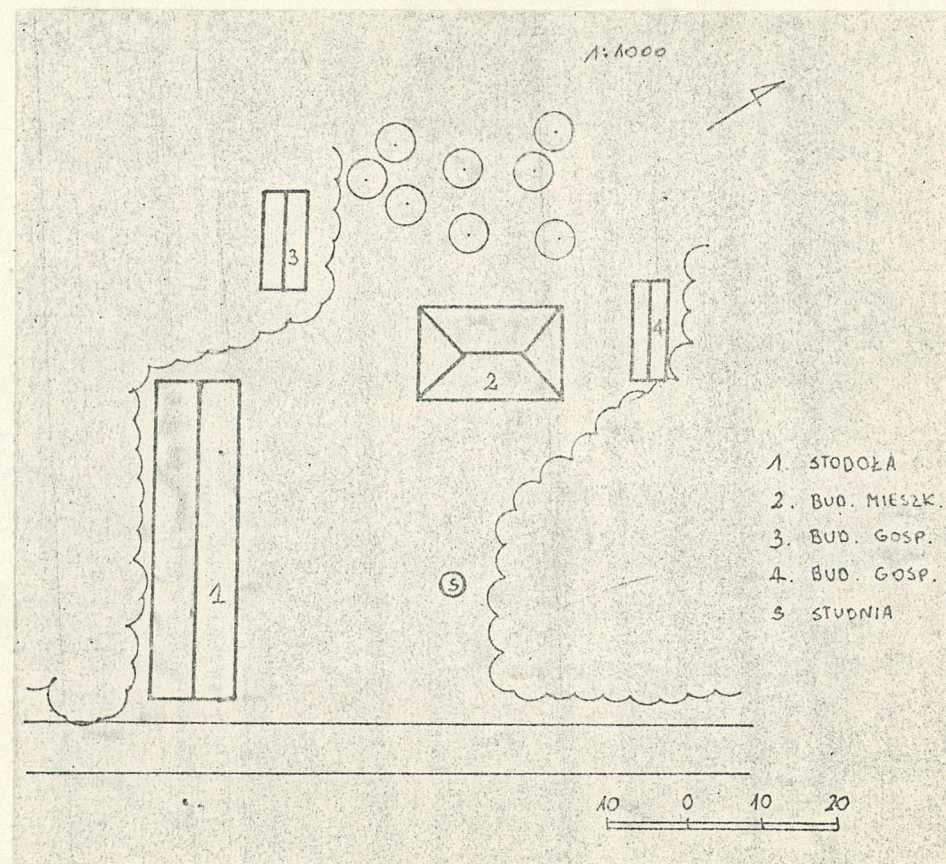 1:1000
3
4
2
1
S
1. STODOŁA
2. BUD. MIESZK.
3. BUD. GOSP.
4. BUD. GOSP.
S STUDNIA
10 0 10 20